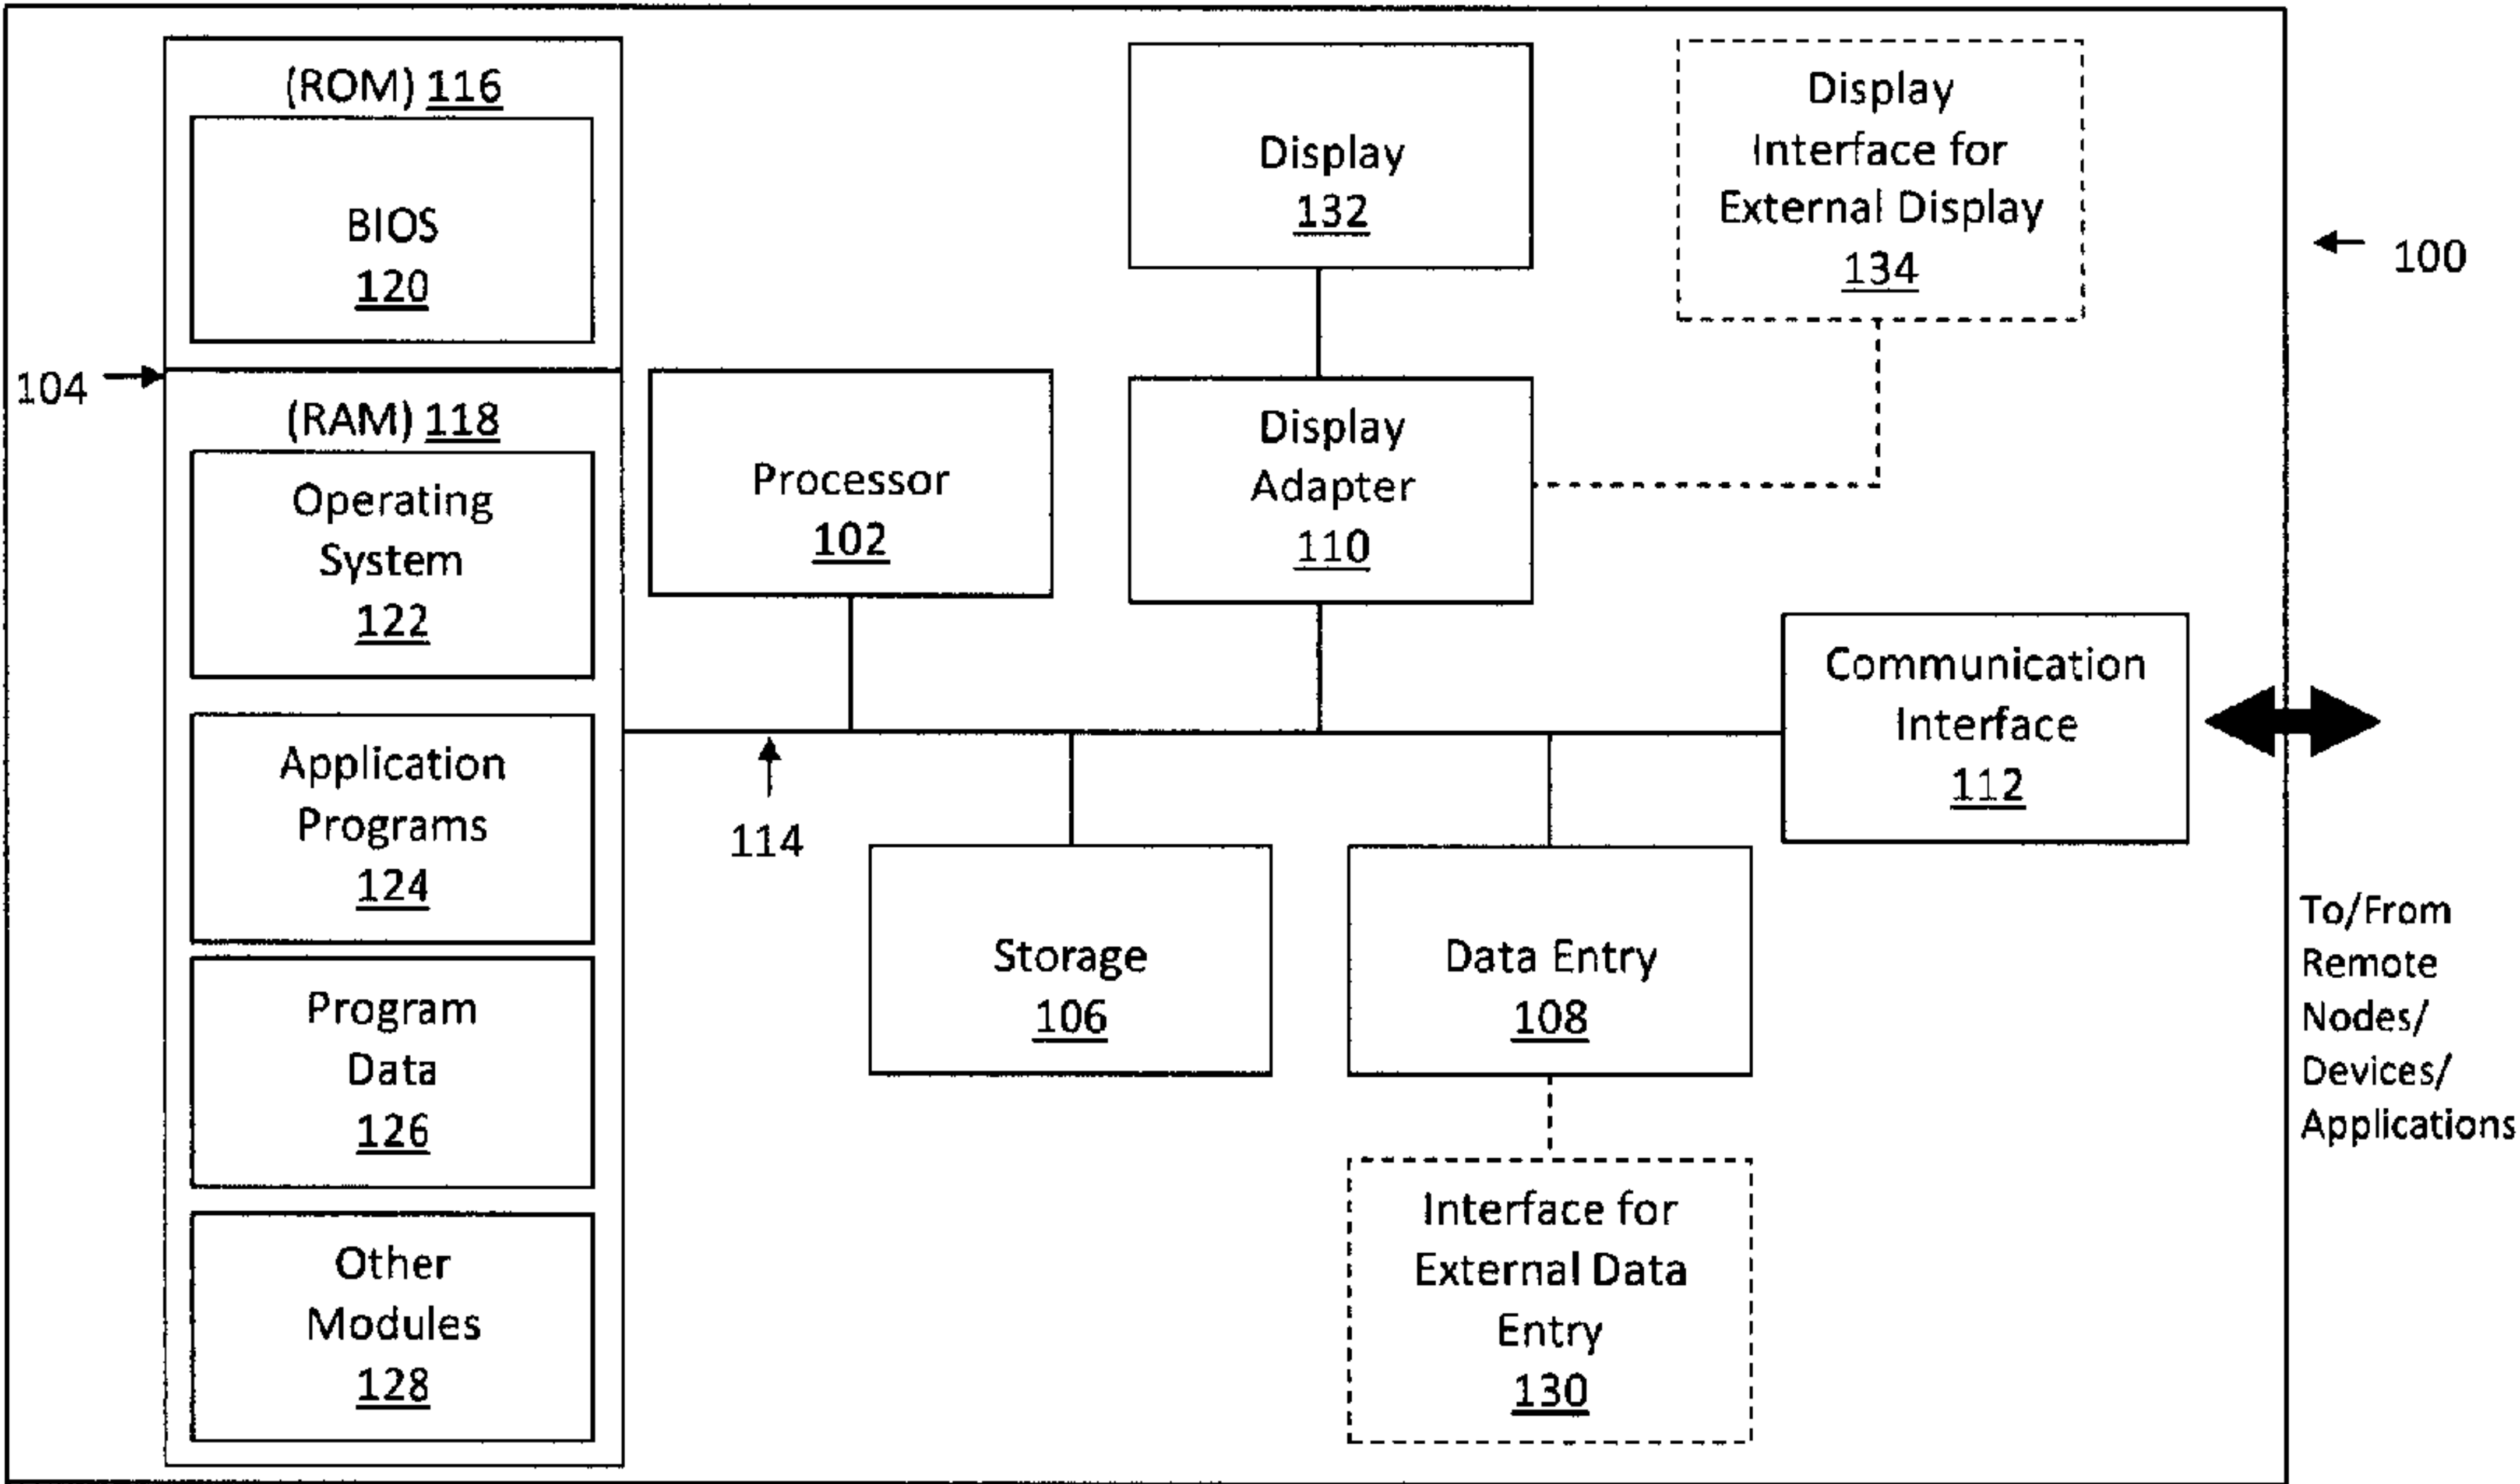 (ROM) 116
BIOS
120
104
(RAM) 118
Operating
System
122
Application
Programs
124
Program
Data
126
Other
Modules
128
Processor
102
114
Display
132
Display
Adapter
110
Display
Interface for
External Display
134
100
Communication
Interface
112
Storage
106
Data Entry
108
Interface for
External Data
Entry
130
To/From
Remote
Nodes/
Devices/
Applications